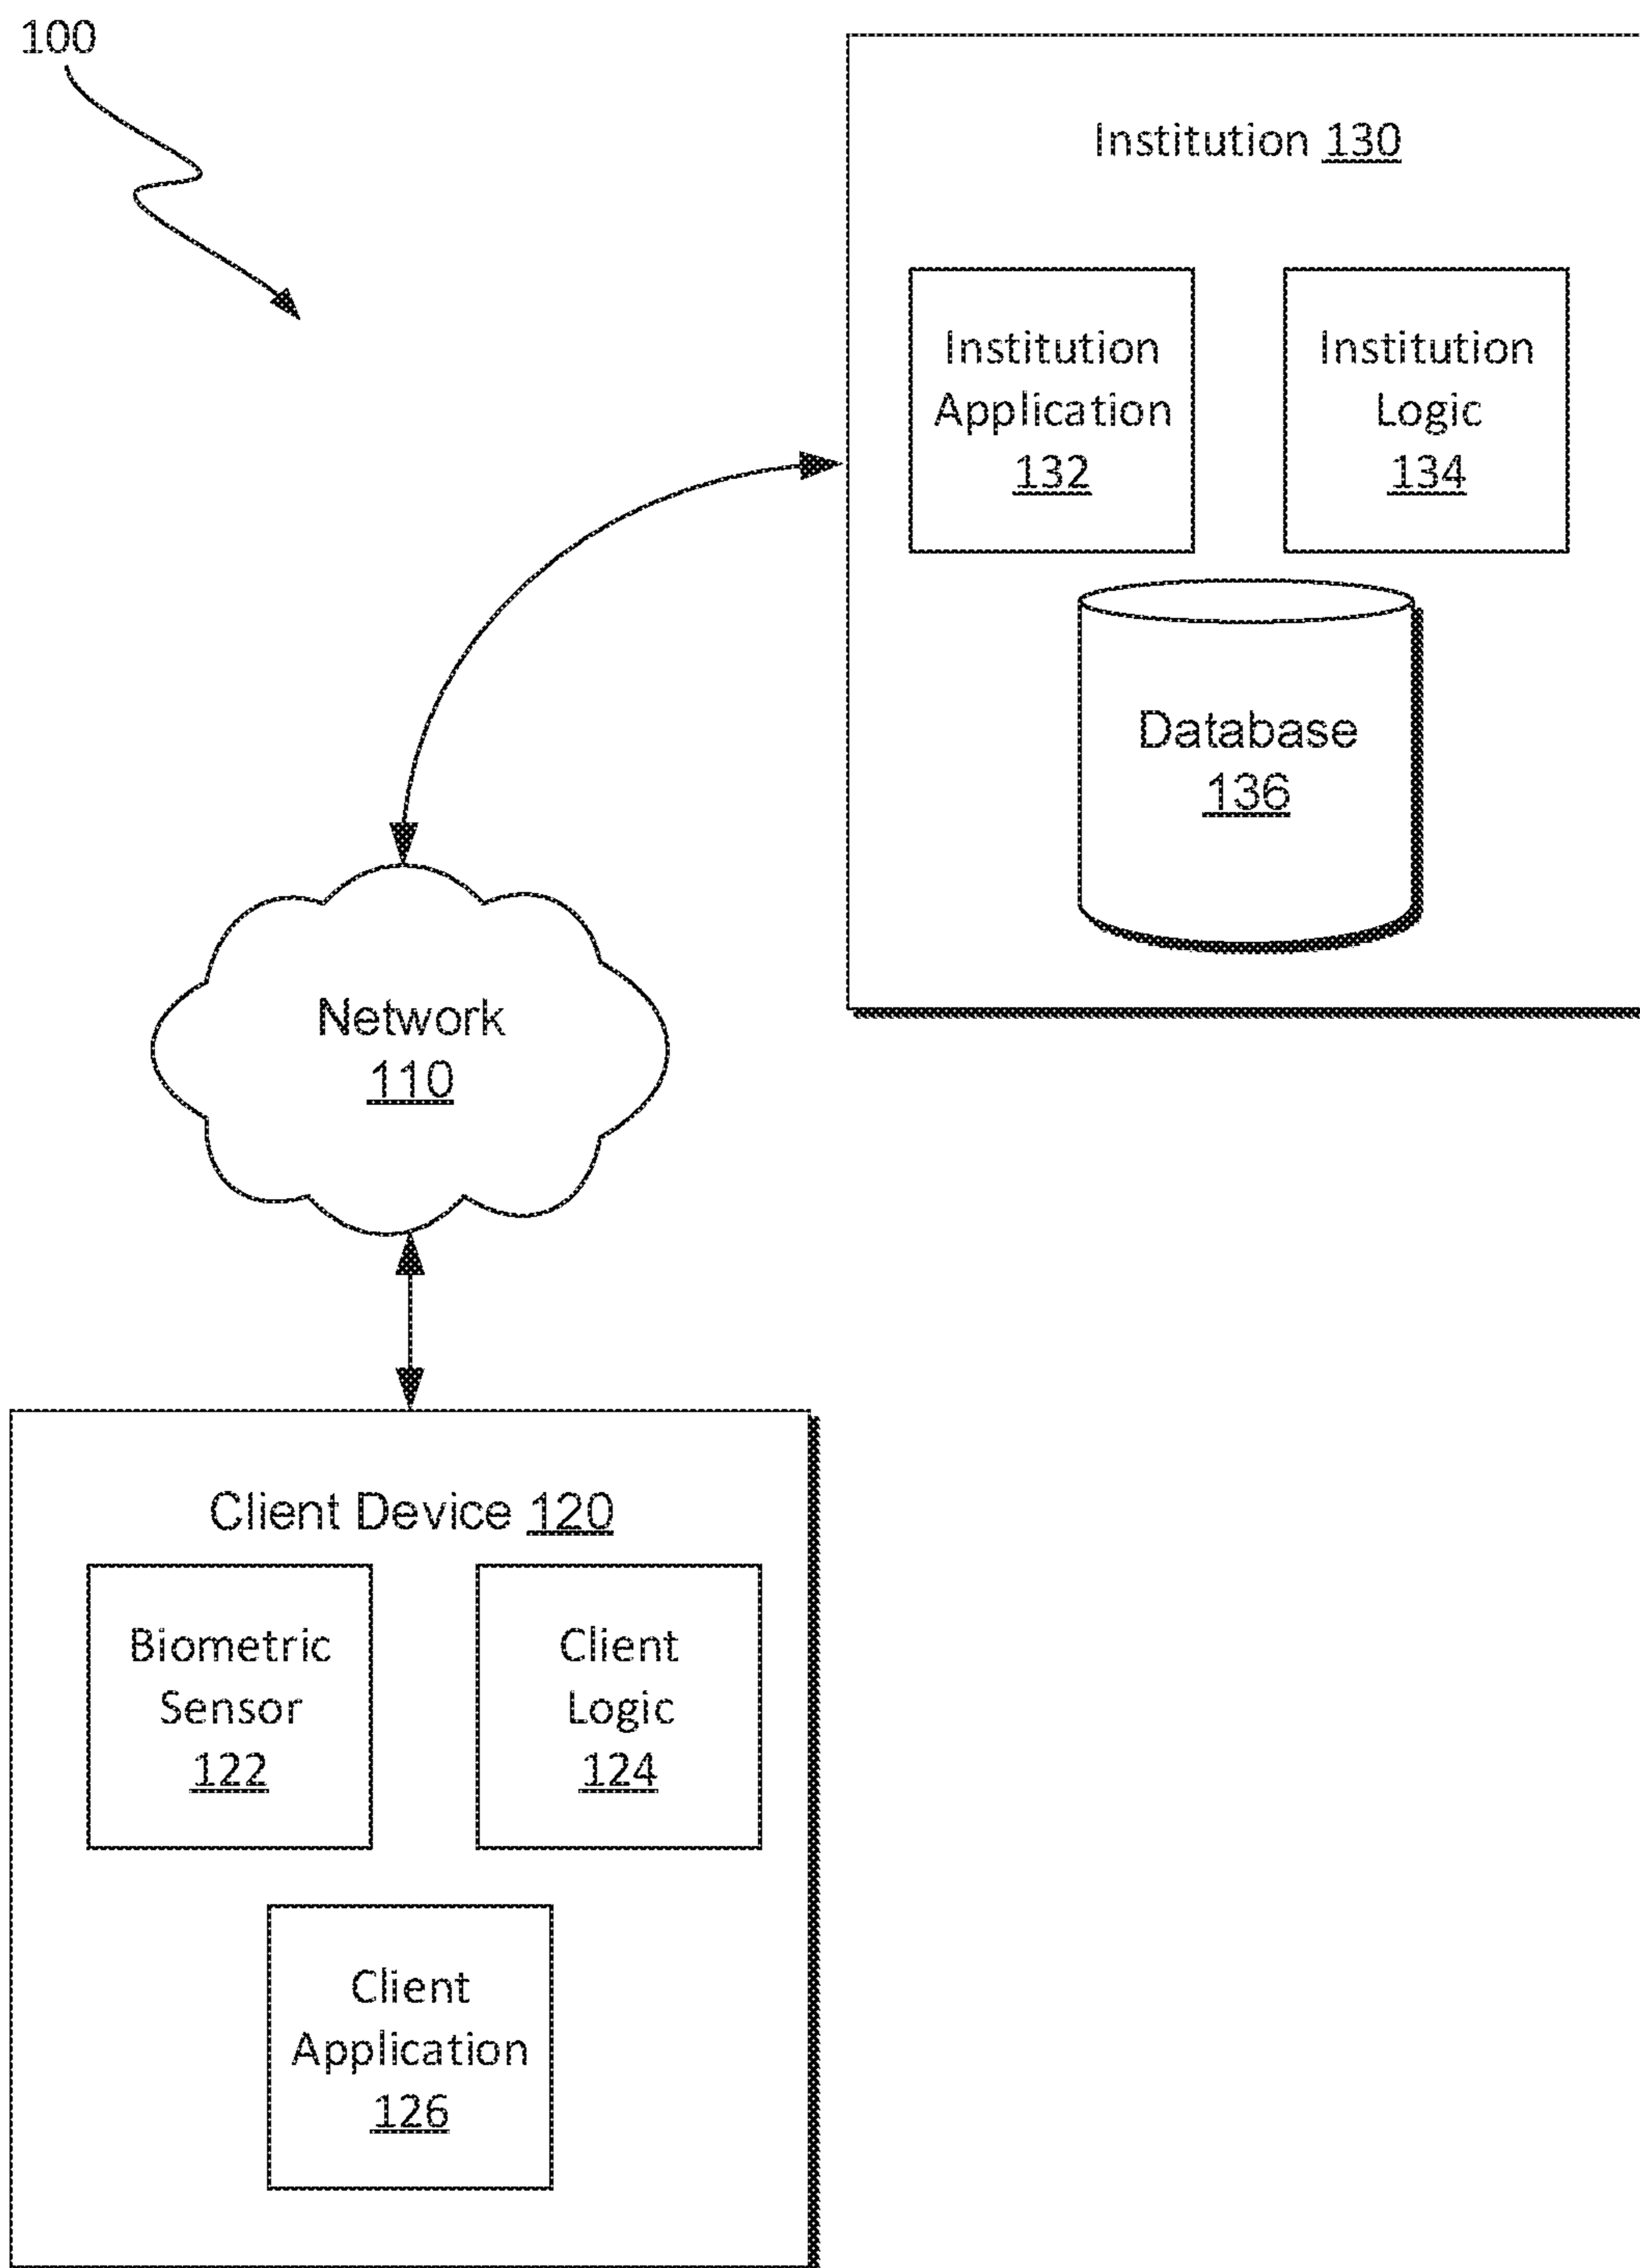 100
Institution 130
Institution
Application
132
Institution
Logic
134
Database
136
Network
110
Client Device 120
Biometric
Sensor
122
Client
Logic
124
Client
Application
126